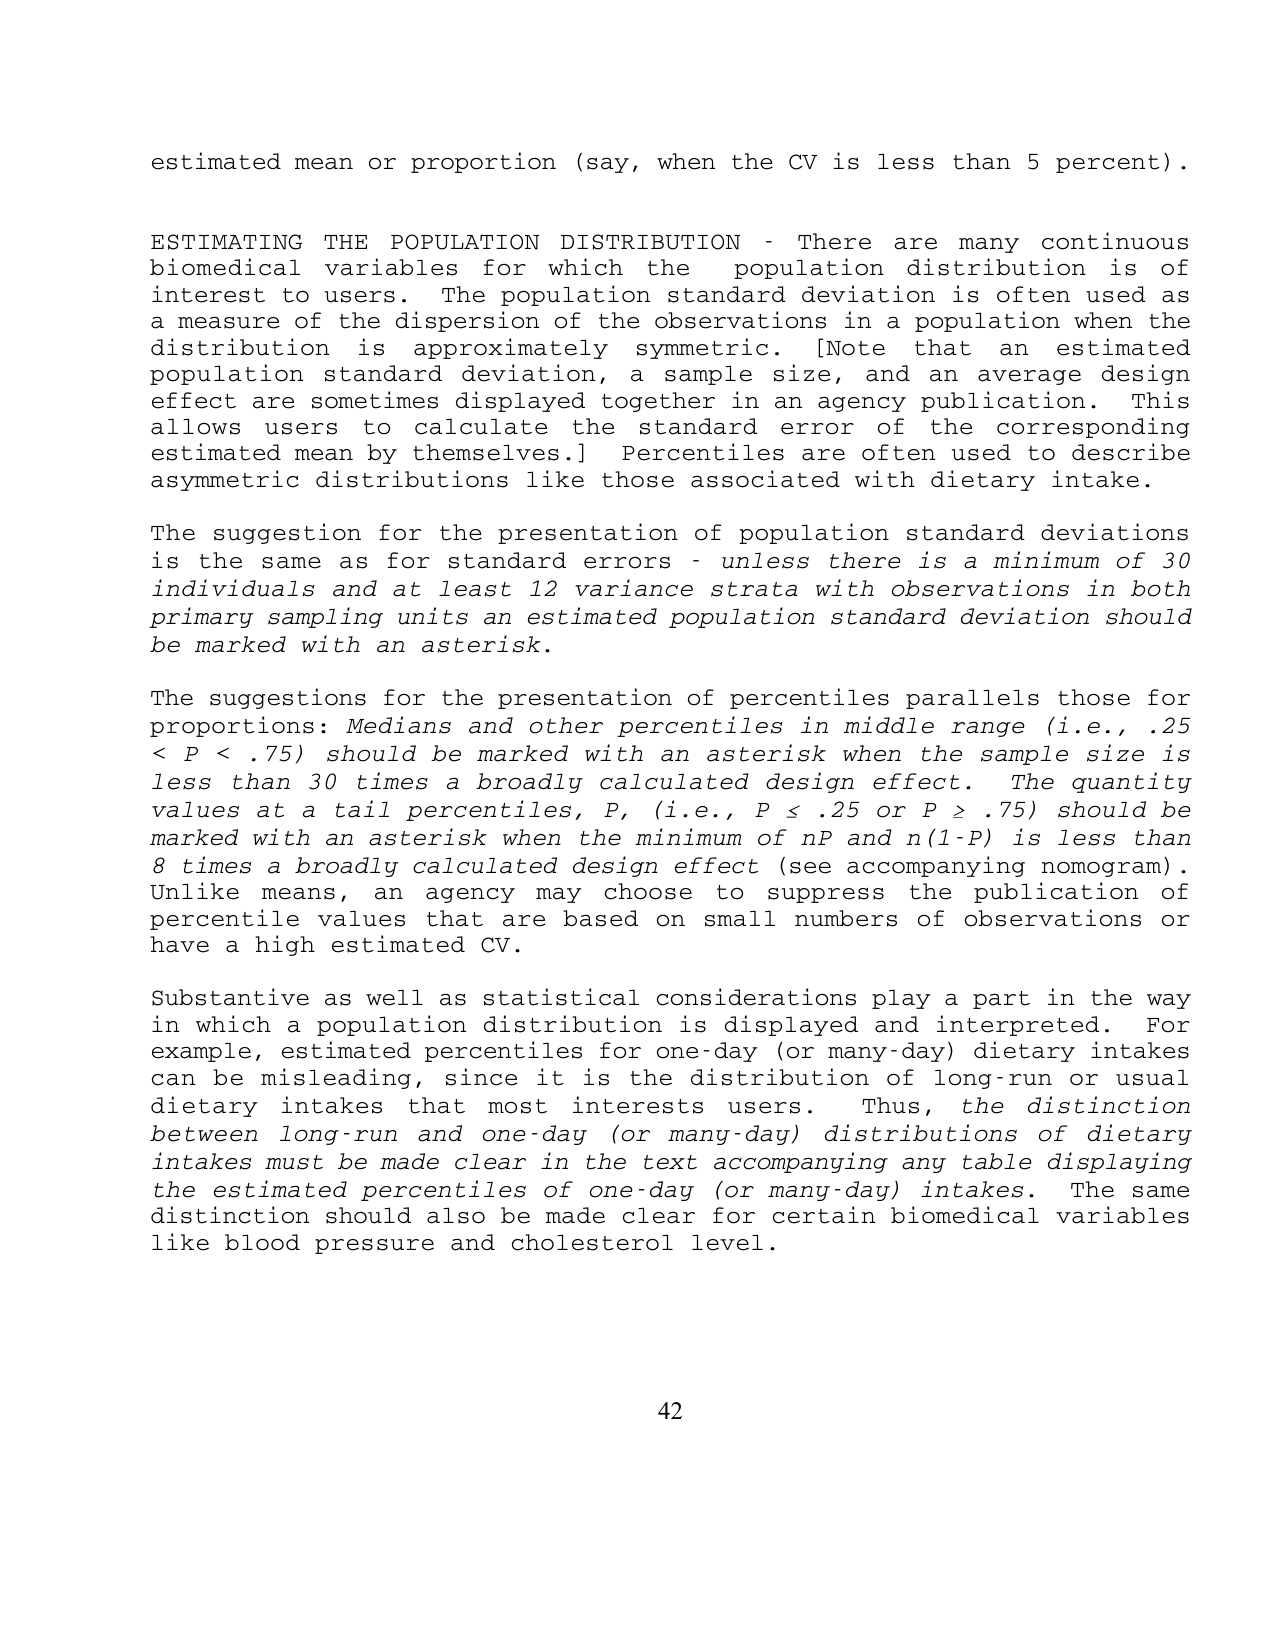 estimated mean or proportion (say, when the CV is less than 5 percent).
ESTIMATING THE POPULATION DISTRIBUTION - There are many continuous
biomedical variables for which the population distribution is of
interest to users. The population standard deviation is often used as
a measure of the dispersion of the observations in a population when the
distribution is approximately symmetric. [Note that an estimated
population standard deviation, a sample size, and an average design
effect are sometimes displayed together in an agency publication. This
allows users to calculate the standard error of the corresponding
estimated mean by themselves.] Percentiles are often used to describe
asymmetric distributions like those associated with dietary intake.
The suggestion for the presentation of population standard deviations
is the same as for standard errors - unless there is a minimum of 30
individuals and at least 12 variance strata with observations in both
primary sampling units an estimated population standard deviation should
be marked with an asterisk.
The suggestions for the presentation of percentiles parallels those for
proportions: Medians and other percentiles in middle range (i.e., .25
< P < .75) should be marked with an asterisk when the sample size is
less than 30 times a broadly calculated design effect. The quantity
values at a tail percentiles, P, (i.e., P ≤ .25 or P ≥ .75) should be
marked with an asterisk when the minimum of nP and n(1-P) is less than
8 times a broadly calculated design effect (see accompanying nomogram).
Unlike means, an agency may choose to suppress the publication of
percentile values that are based on small numbers of observations or
have a high estimated CV.
Substantive as well as statistical considerations play a part in the way
in which a population distribution is displayed and interpreted. For
example, estimated percentiles for one-day (or many-day) dietary intakes
can be misleading, since it is the distribution of long-run or usual
dietary intakes that most interests users. Thus, the distinction
between long-run and one-day (or many-day) distributions of dietary
intakes must be made clear in the text accompanying any table displaying
the estimated percentiles of one-day (or many-day) intakes. The same
distinction should also be made clear for certain biomedical variables
like blood pressure and cholesterol level.
42